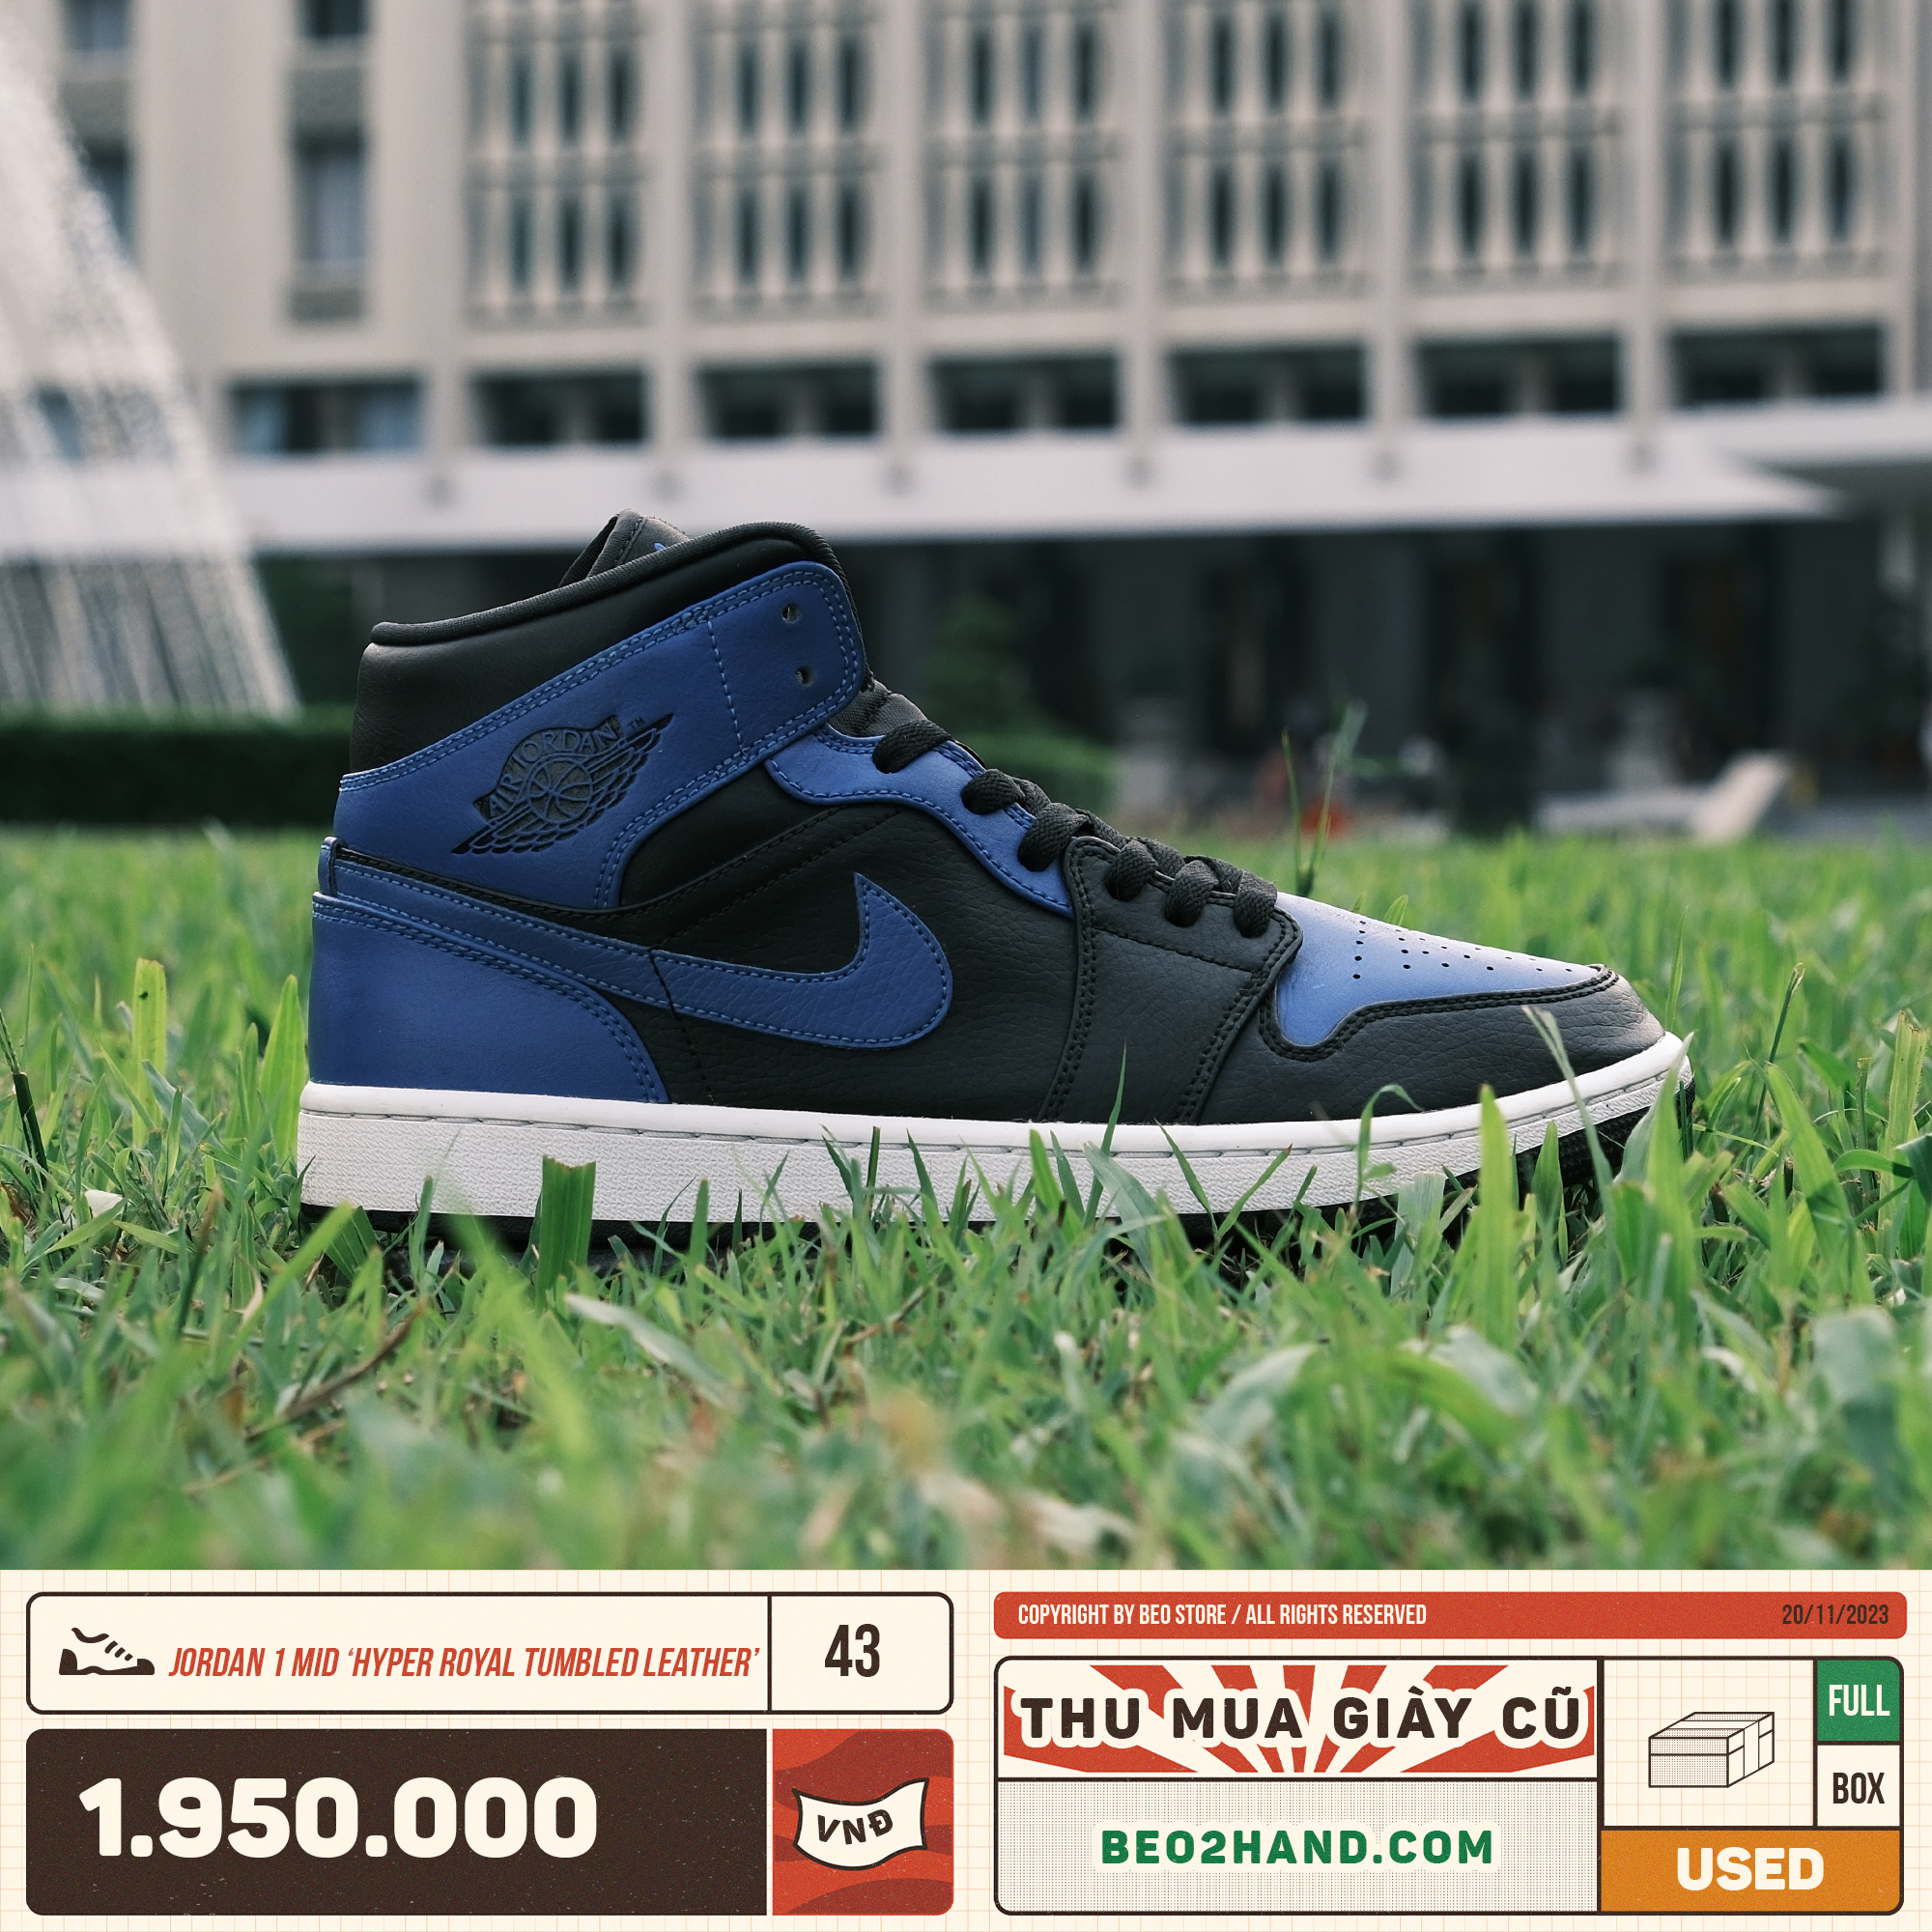 AIR JORDAN
TM
JORDAN 1 MID ‘HYPER ROYAL TUMBLED LEATHER’
43
1.950.000
VNĐ
COPYRIGHT BY BEO STORE / ALL RIGHTS RESERVED
20/11/2023
THU MUA GIÀY CŨ
BEO2HAND.COM
FULL
BOX
USED